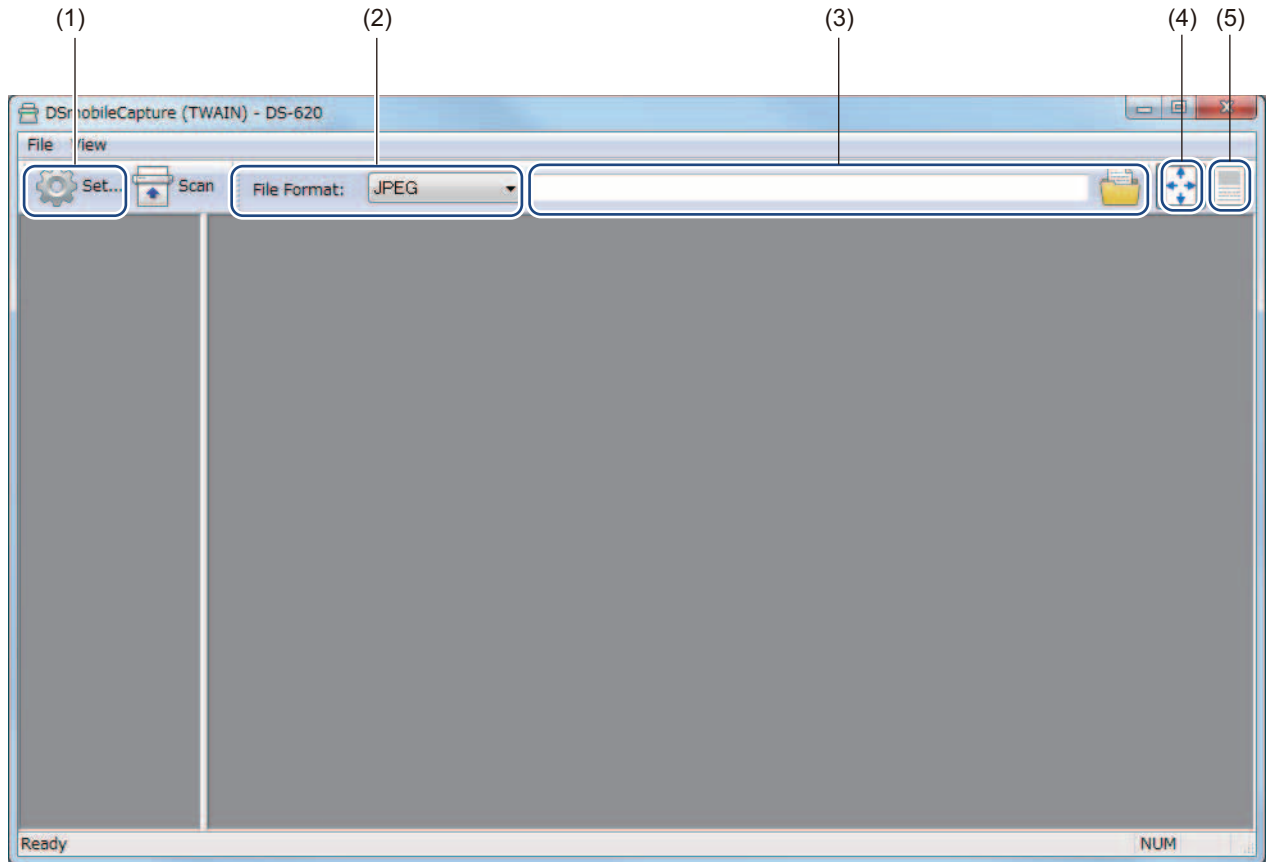 (1) (2) (3) (4) (5)
DSmobileCapture (TWAIN) - DS-620
File View
Set... Scan File Format: JPEG
Ready NUM